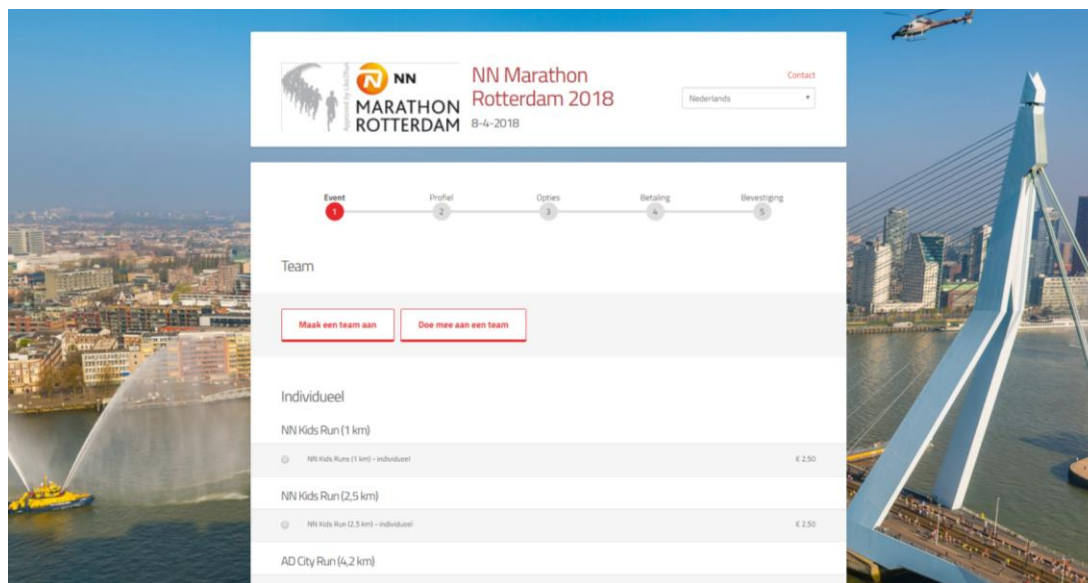 NN
MARATHON
ROTTERDAM
Approved by Like2Run
NN Marathon
Rotterdam 2018
8-4-2018
Contact
Nederlands
Event
Profiel
Opties
Betaling
Bevestiging
1
2
3
4
5
Team
Maak een team aan
Doe mee aan een team
Individueel
NN Kids Run (1 km)
NN Kids Runs (1 km) - individueel
€ 2,50
NN Kids Run (2,5 km)
NN Kids Run (2,5 km) - individueel
€ 2,50
AD City Run (4,2 km)